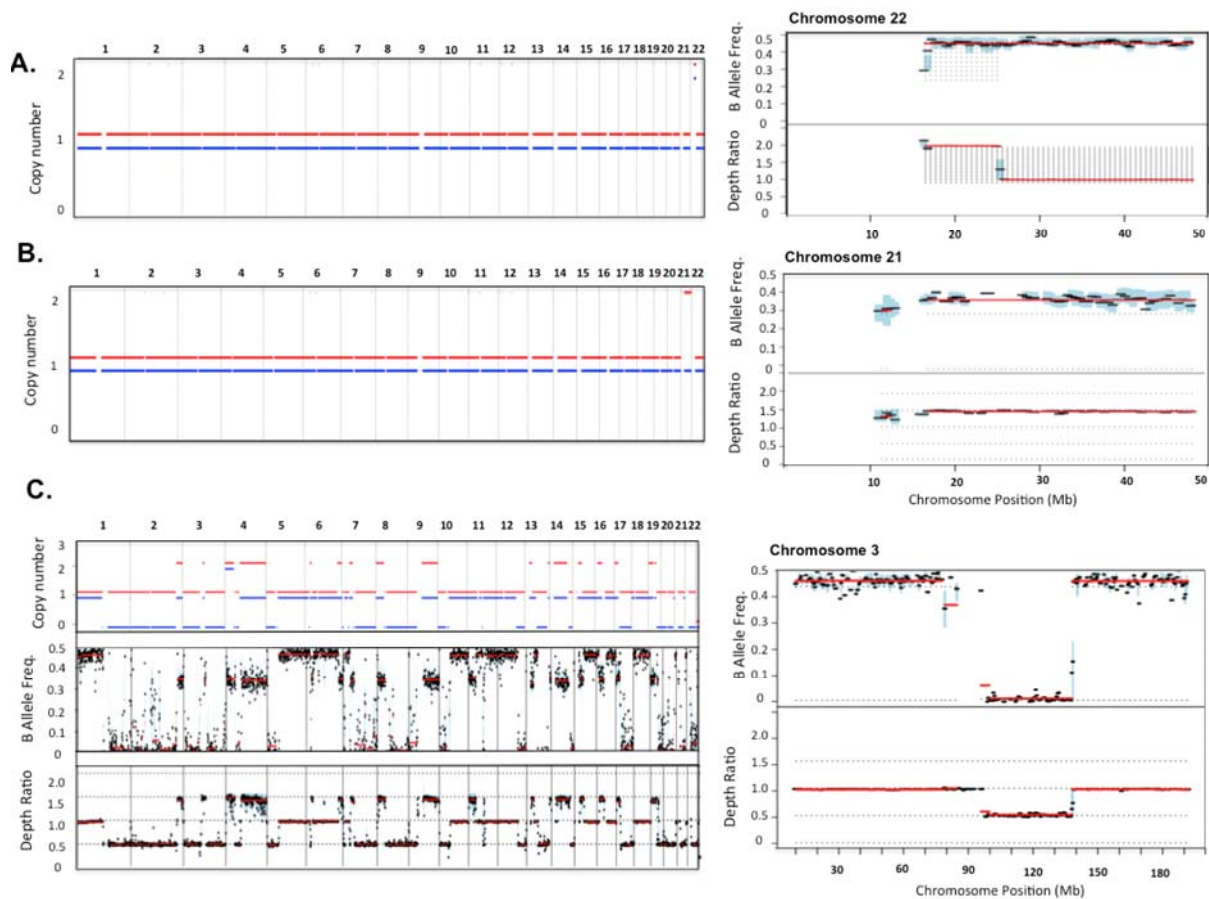 A.
1 2 3 4 5 6 7 8 9 10 11 12 13 14 15 16 17 18 19 20 21 22
Copy number
2
1
0
Chromosome 22
B Allele Freq.
0.5
0.4
0.3
0.2
0.1
0
Depth Ratio
2.0
1.5
1.0
0.5
0
10 20 30 40 50
B.
1 2 3 4 5 6 7 8 9 10 11 12 13 14 15 16 17 18 19 20 21 22
Copy number
2
1
0
Chromosome 21
B Allele Freq.
0.5
0.4
0.3
0.2
0.1
0
Depth Ratio
2.0
1.5
1.0
0.5
0
10 20 30 40 50
Chromosome Position (Mb)
C.
1 2 3 4 5 6 7 8 9 10 11 12 13 14 15 16 17 18 19 20 21 22
Copy number
3
2
1
0
B Allele Freq.
0.5
0.4
0.3
0.2
0.1
0
Depth Ratio
2.0
1.5
1.0
0.5
0
Chromosome 3
B Allele Freq.
0.5
0.4
0.3
0.2
0.1
0
Depth Ratio
2.0
1.5
1.0
0.5
0
30 60 90 120 150 180
Chromosome Position (Mb)